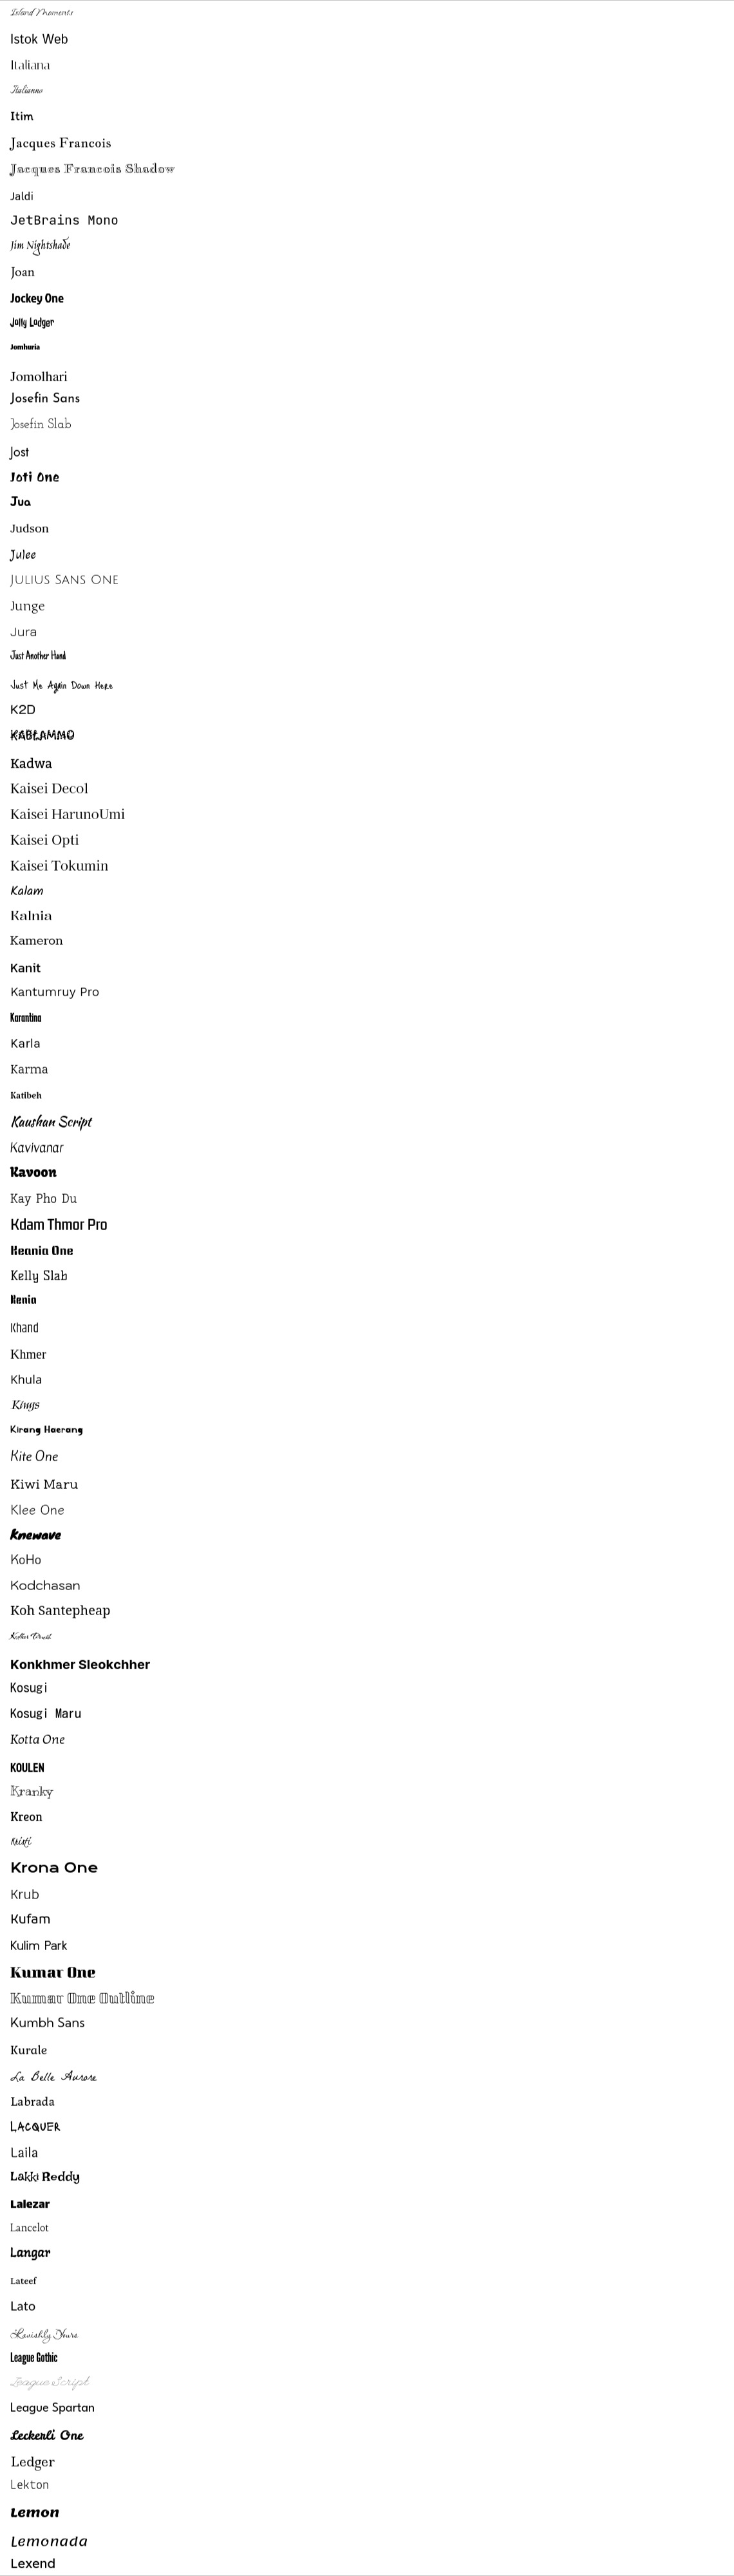 Island Moments
Istok Web
Italiana
Italianno
Itim
Jacques Francois
Jacques Francois Shadow
Jaldi
JetBrains Mono
Jim Nightshade
Joan
Jockey One
Jolly Lodger
Jomhuria
Jomolhari
Josefin Sans
Josefin Slab
Jost
Joti One
Jua
Judson
Julee
Julius Sans One
Junge
Jura
Just Another Hand
Just Me Again Down Here
K2D
Kablammo
Kadwa
Kaisei Decol
Kaisei HarunoUmi
Kaisei Opti
Kaisei Tokumin
Kalam
Kalnia
Kameron
Kanit
Kantumruy Pro
Karantina
Karla
Karma
Katibeh
Kaushan Script
Kavivanar
Kavoon
Kay Pho Du
Kdam Thmor Pro
Keania One
Kelly Slab
Kenia
Khand
Khmer
Khula
Kings
Kirang Haerang
Kite One
Kiwi Maru
Klee One
Knewave
KoHo
Kodchasan
Koh Santepheap
Kolker Brush
Konkhmer Sleokchher
Kosugi
Kosugi Maru
Kotta One
KOULEN
Kranky
Kreon
Kristi
Krona One
Krub
Kufam
Kulim Park
Kumar One
Kumar One Outline
Kumbh Sans
Kurale
La Belle Aurore
Labrada
LACQUER
Laila
Lakki Reddy
Lalezar
Lancelot
Langar
Lateef
Lato
Lavishly Yours
League Gothic
League Script
League Spartan
Leckerli One
Ledger
Lekton
Lemon
Lemonada
Lexend